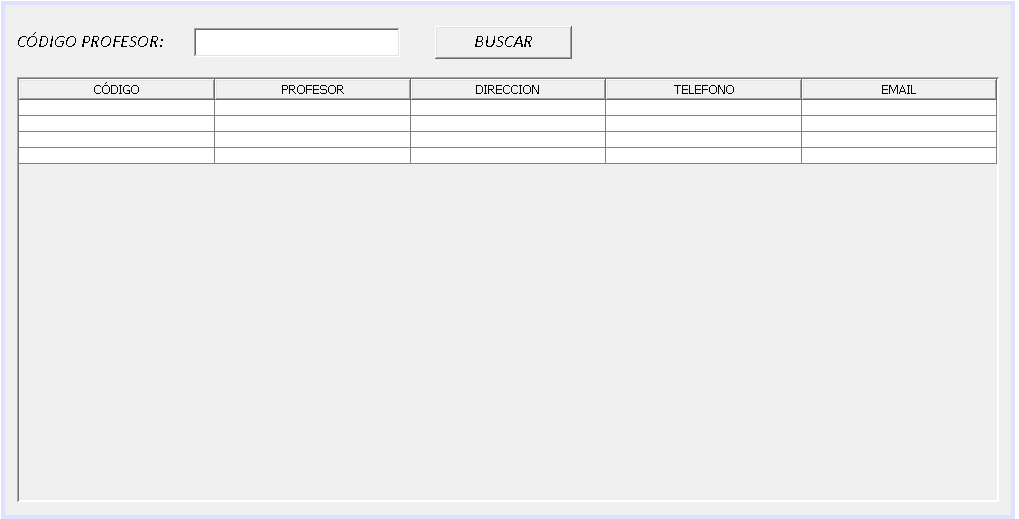 CÓDIGO PROFESOR: BUSCAR
CÓDIGO PROFESOR DIRECCION TELEFONO EMAIL